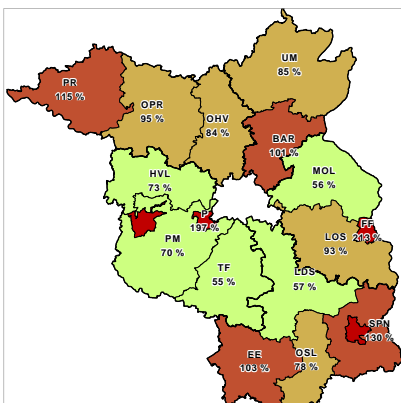 UM
85 %
PR
115 %
OPR
95 %
OHV
84 %
BAR
101 %
HVL
73 %
MOL
56 %
P
197 %
FF
213 %
PM
70 %
LOS
93 %
TF
55 %
LDS
57 %
SPN
130 %
EE
103 %
OSL
78 %